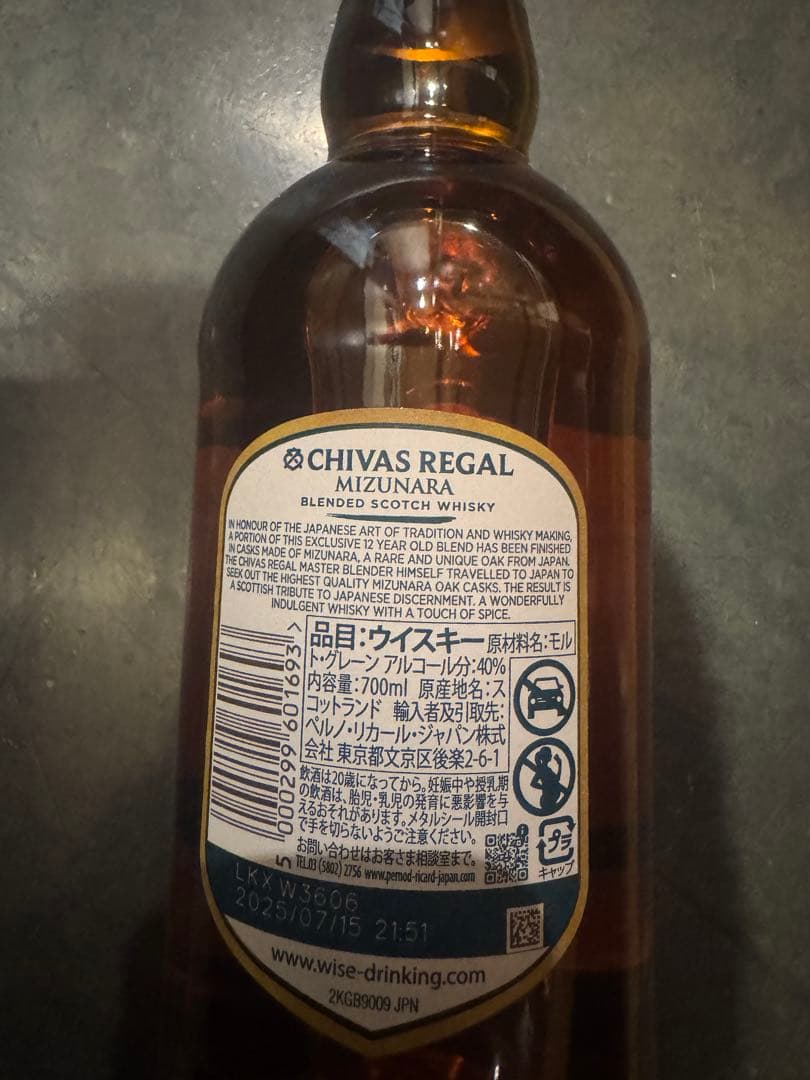 CHIVAS REGAL
MIZUNARA
BLENDED SCOTCH WHISKY
IN HONOUR OF THE JAPANESE ART OF TRADITION AND WHISKY MAKING,
A PORTION OF THIS EXCLUSIVE 12 YEAR OLD BLEND HAS BEEN FINISHED
IN CASKS MADE OF MIZUNARA, A RARE AND UNIQUE OAK FROM JAPAN.
THE CHIVAS REGAL MASTER BLENDER HIMSELF TRAVELLED TO JAPAN TO
SEEK OUT THE HIGHEST QUALITY MIZUNARA OAK CASKS. THE RESULT IS
A SCOTTISH TRIBUTE TO JAPANESE DISCERNMENT. A WONDERFULLY
INDULGENT WHISKY WITH A TOUCH OF SPICE.
5 000299 601693 >
品目:ウイスキー 原材料名:モル
ト・グレーン アルコール分:40%
内容量:700ml 原産地名:ス
コットランド 輸入者及引取先:
ペルノ・リカール・ジャパン株式
会社 東京都文京区後楽2-6-1
飲酒は20歳になってから。妊娠中や授乳期
の飲酒は、胎児・乳児の発育に悪影響を与
えるおそれがあります。メタルシール開封口
で手を切らないようご注意ください。
お問い合わせはお客さま相談室まで。
TEL.03 (5802) 2756 www.pernod-ricard-japan.com
プラ
キャップ
LKX W3606
2025/07/15 21:51
www.wise-drinking.com
2KGB9009 JPN